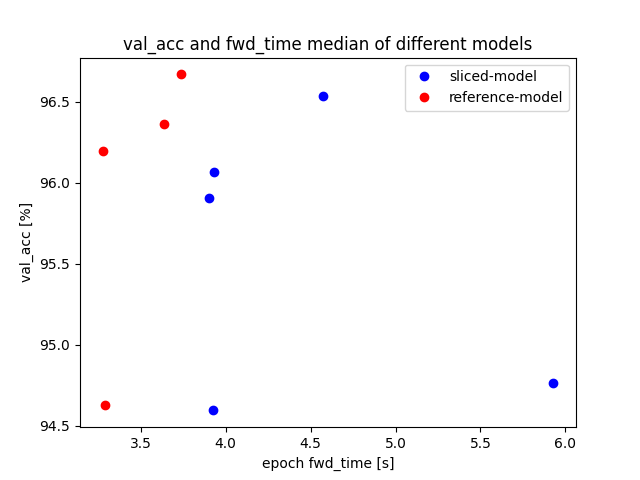 val_acc and fwd_time median of different models
sliced-model
reference-model
96.5
96.0
95.5
95.0
94.5
val_acc [%]
3.5 4.0 4.5 5.0 5.5 6.0
epoch fwd_time [s]